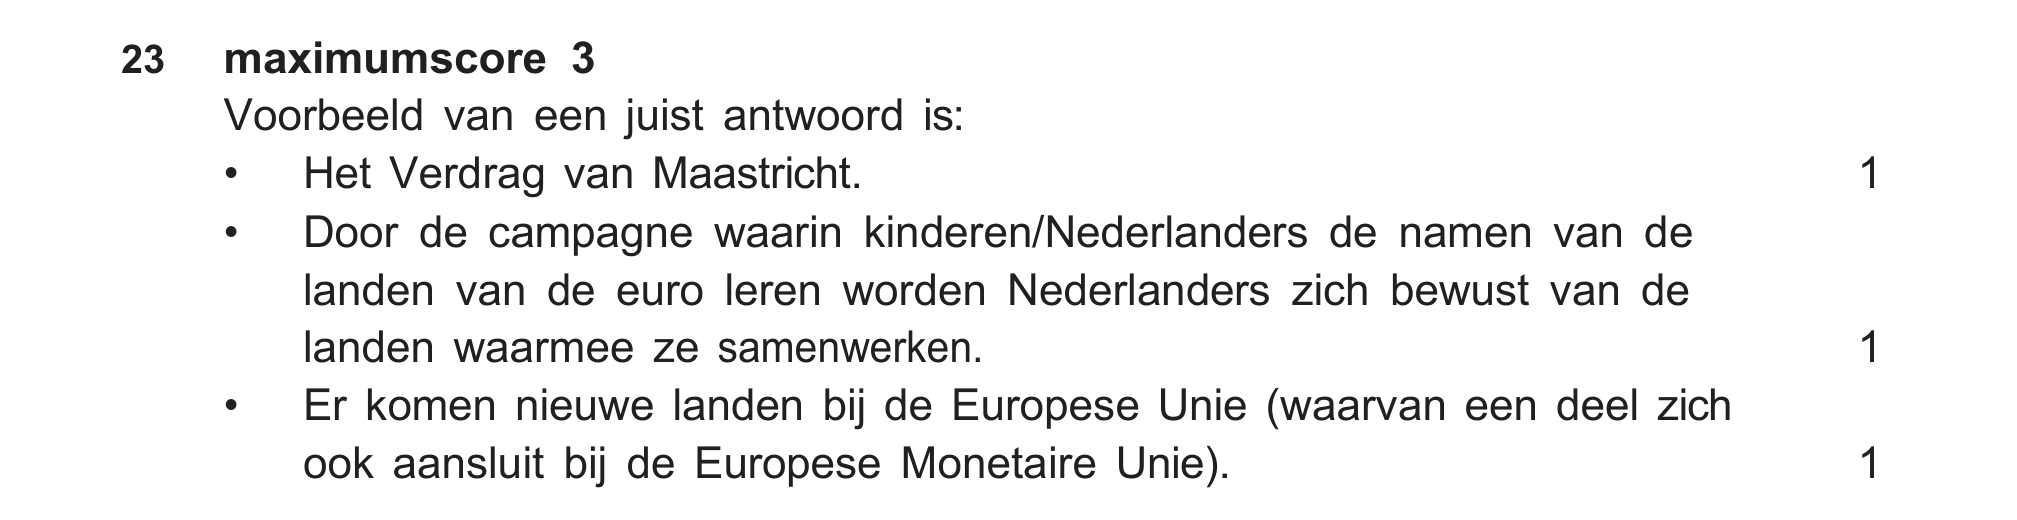 23 maximumscore 3
Voorbeeld van een juist antwoord is:
• Het Verdrag van Maastricht. 1
• Door de campagne waarin kinderen/Nederlanders de namen van de
landen van de euro leren worden Nederlanders zich bewust van de
landen waarmee ze samenwerken. 1
• Er komen nieuwe landen bij de Europese Unie (waarvan een deel zich
ook aansluit bij de Europese Monetaire Unie). 1